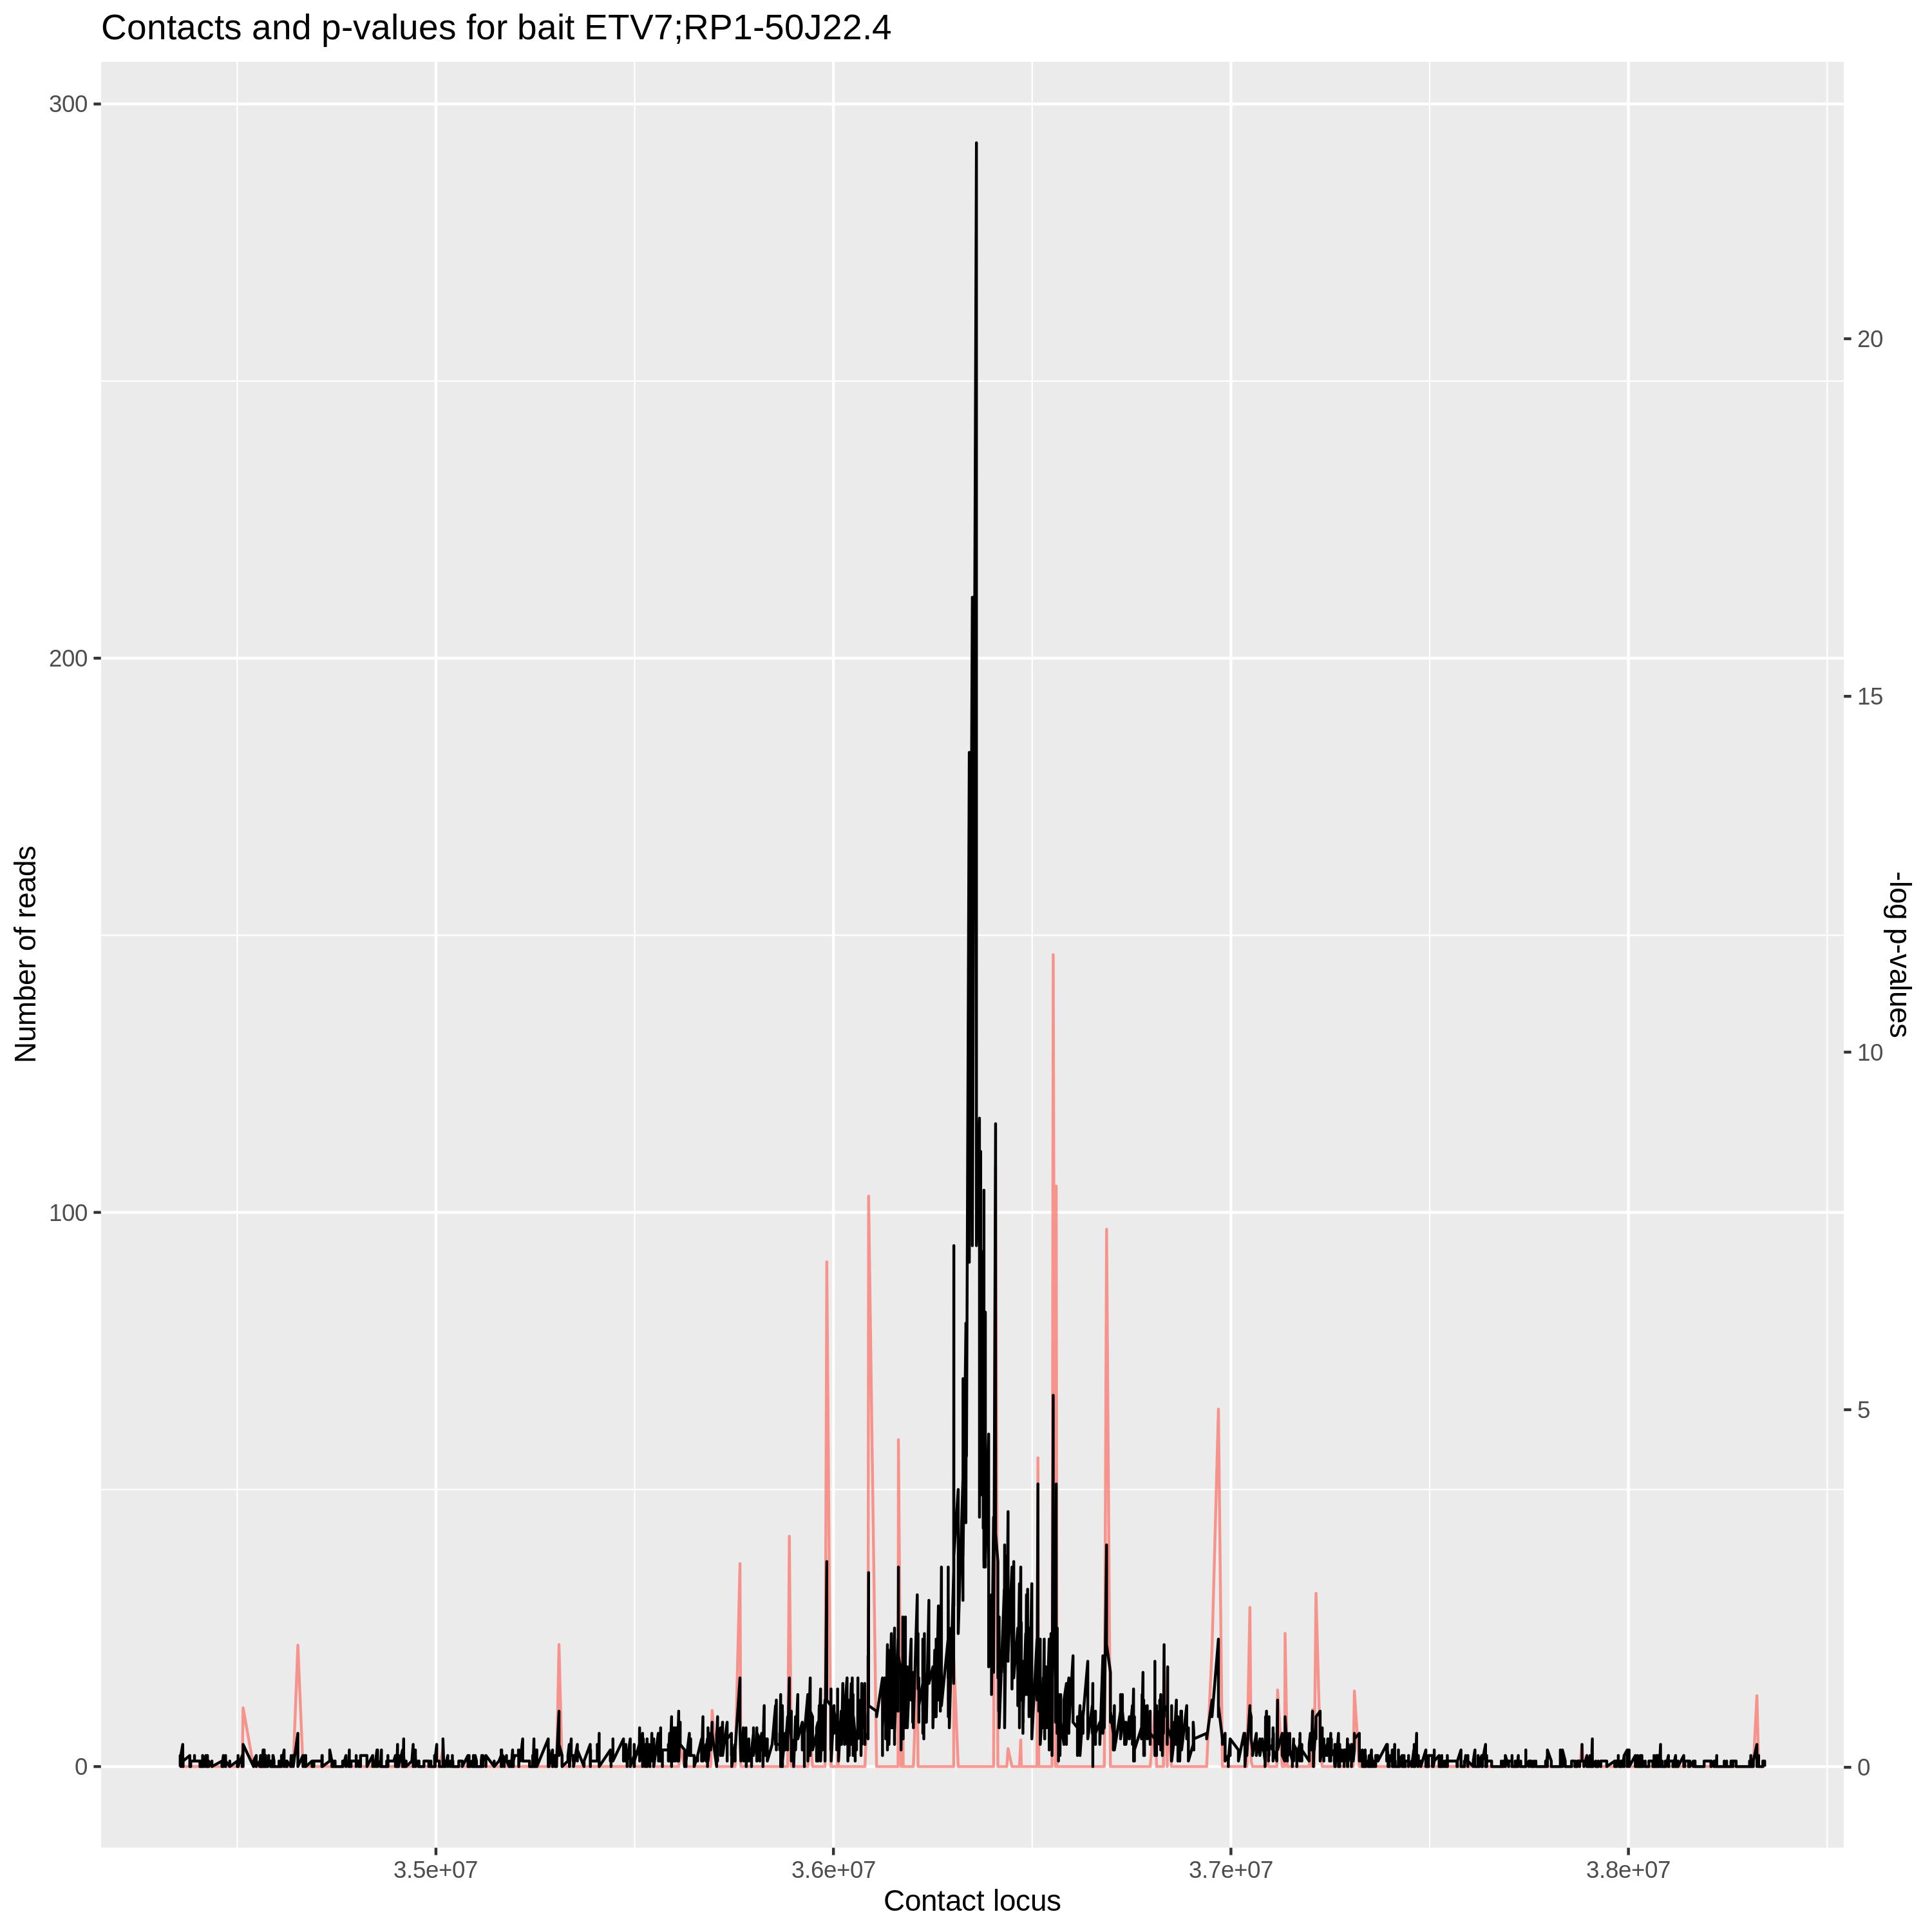 Contacts and p-values for bait ETV7;RP1-50J22.4
300
200
100
0
Number of reads
20
15
10
5
0
-log p-values
3.5e+07
3.6e+07
3.7e+07
3.8e+07
Contact locus